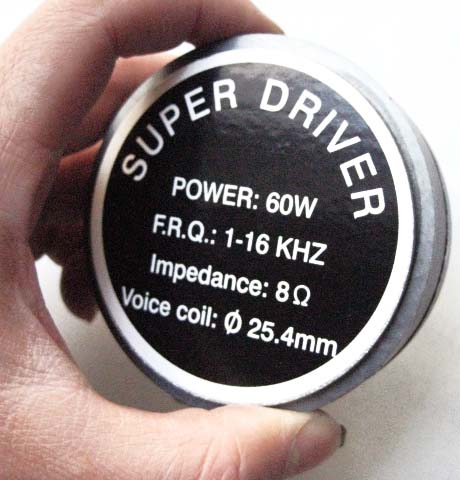 SUPER DRIVER
POWER: 60W
F.R.Q.: 1-16 KHZ
Impedance: 8Ω
Voice coil: Ø 25.4mm